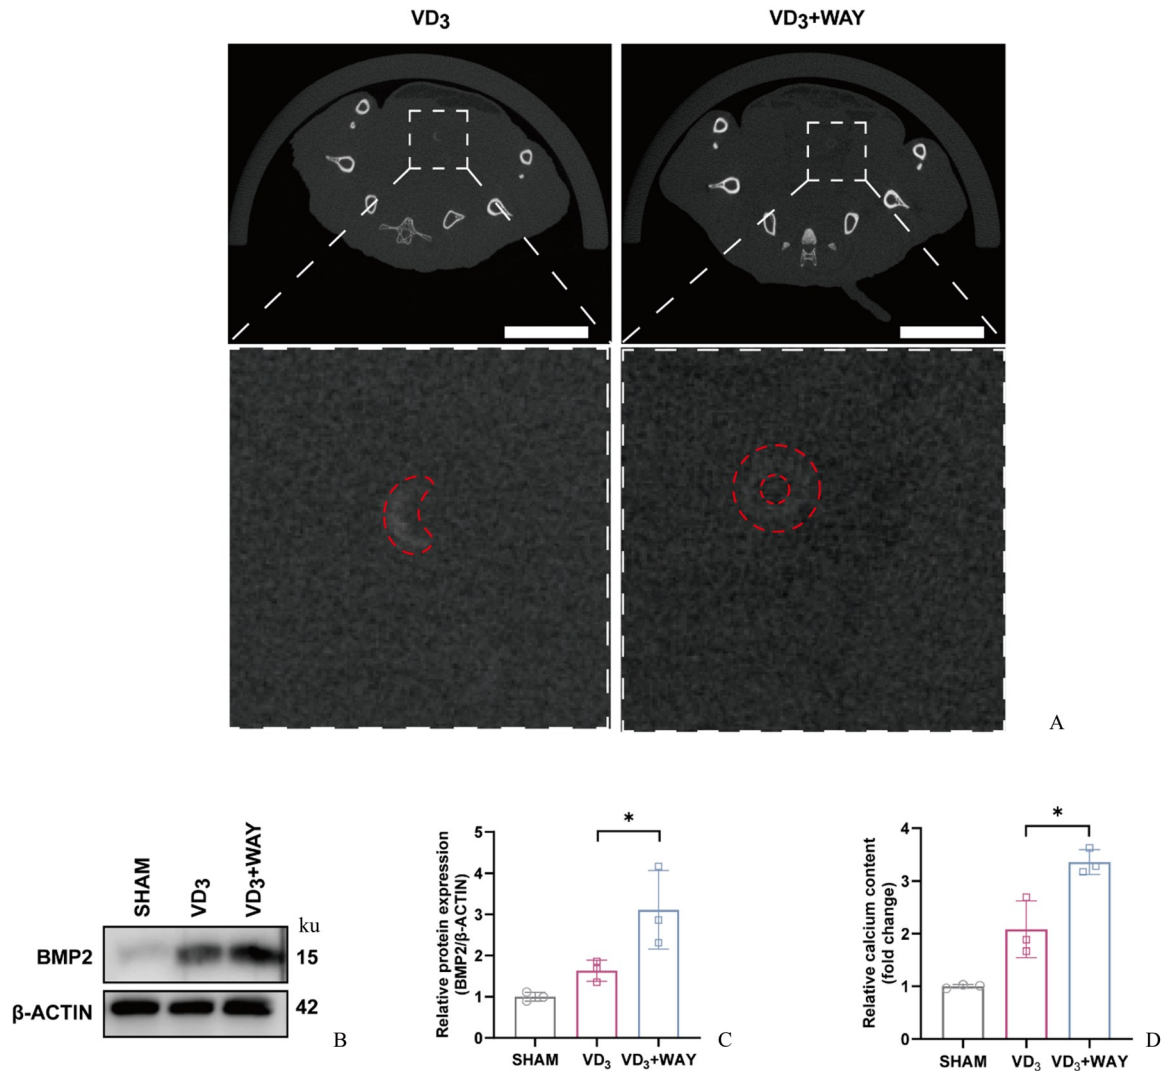 VD3
VD3+WAY
A
SHAM
VD3
VD3+WAY
ku
BMP2
15
β-ACTIN
42
B
Relative protein expression
(BMP2/β-ACTIN)
5
4
3
2
1
0
*
SHAM
VD3
VD3+WAY
C
Relative calcium content
(fold change)
4
3
2
1
0
*
SHAM
VD3
VD3+WAY
D